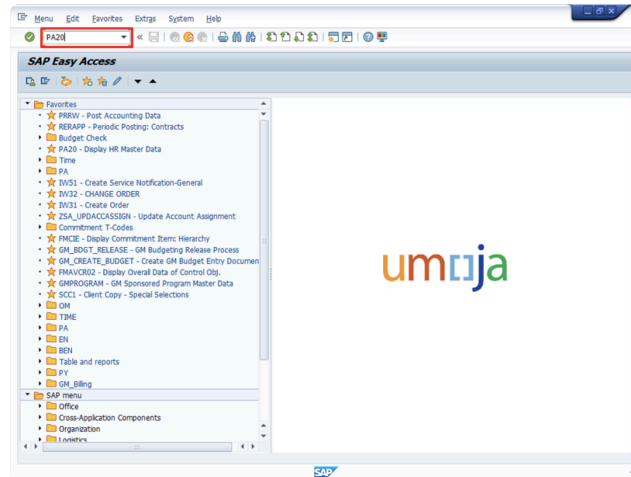 Menu Edit Favorites Extras System Help
PA20
SAP Easy Access
Favorites
PRRW - Post Accounting Data
RERAPP - Periodic Posting: Contracts
Budget Check
PA20 - Display HR Master Data
Time
PA
IW51 - Create Service Notification-General
IW32 - CHANGE ORDER
IW31 - Create Order
ZSA_UPDACCASSIGN - Update Account Assignment
Commitment T-Codes
FMCIE - Display Commitment Item: Hierarchy
GM_BDGT_RELEASE - GM Budgeting Release Process
GM_CREATE_BUDGET - Create GM Budget Entry Documen
FMAVCR02 - Display Overall Data of Control Obj.
GMPROGRAM - GM Sponsored Program Master Data
SCC1 - Client Copy - Special Selections
OM
TIME
PA
EN
BEN
Table and reports
PY
GM_Billing
SAP menu
Office
Cross-Application Components
Organization
Logistics
umoja
SAP